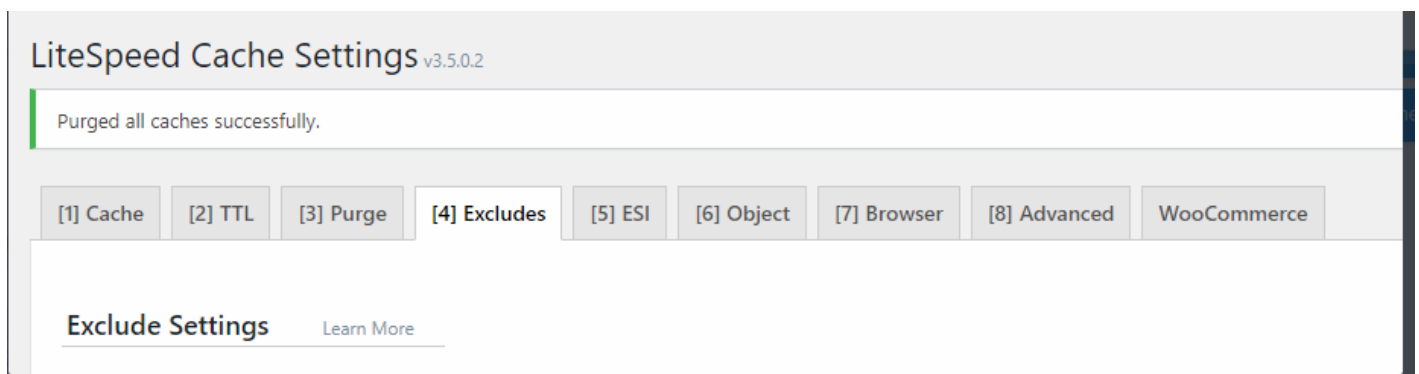 LiteSpeed Cache Settings v3.5.0.2
Purged all caches successfully.
[1] Cache [2] TTL [3] Purge [4] Excludes [5] ESI [6] Object [7] Browser [8] Advanced WooCommerce
Exclude Settings Learn More